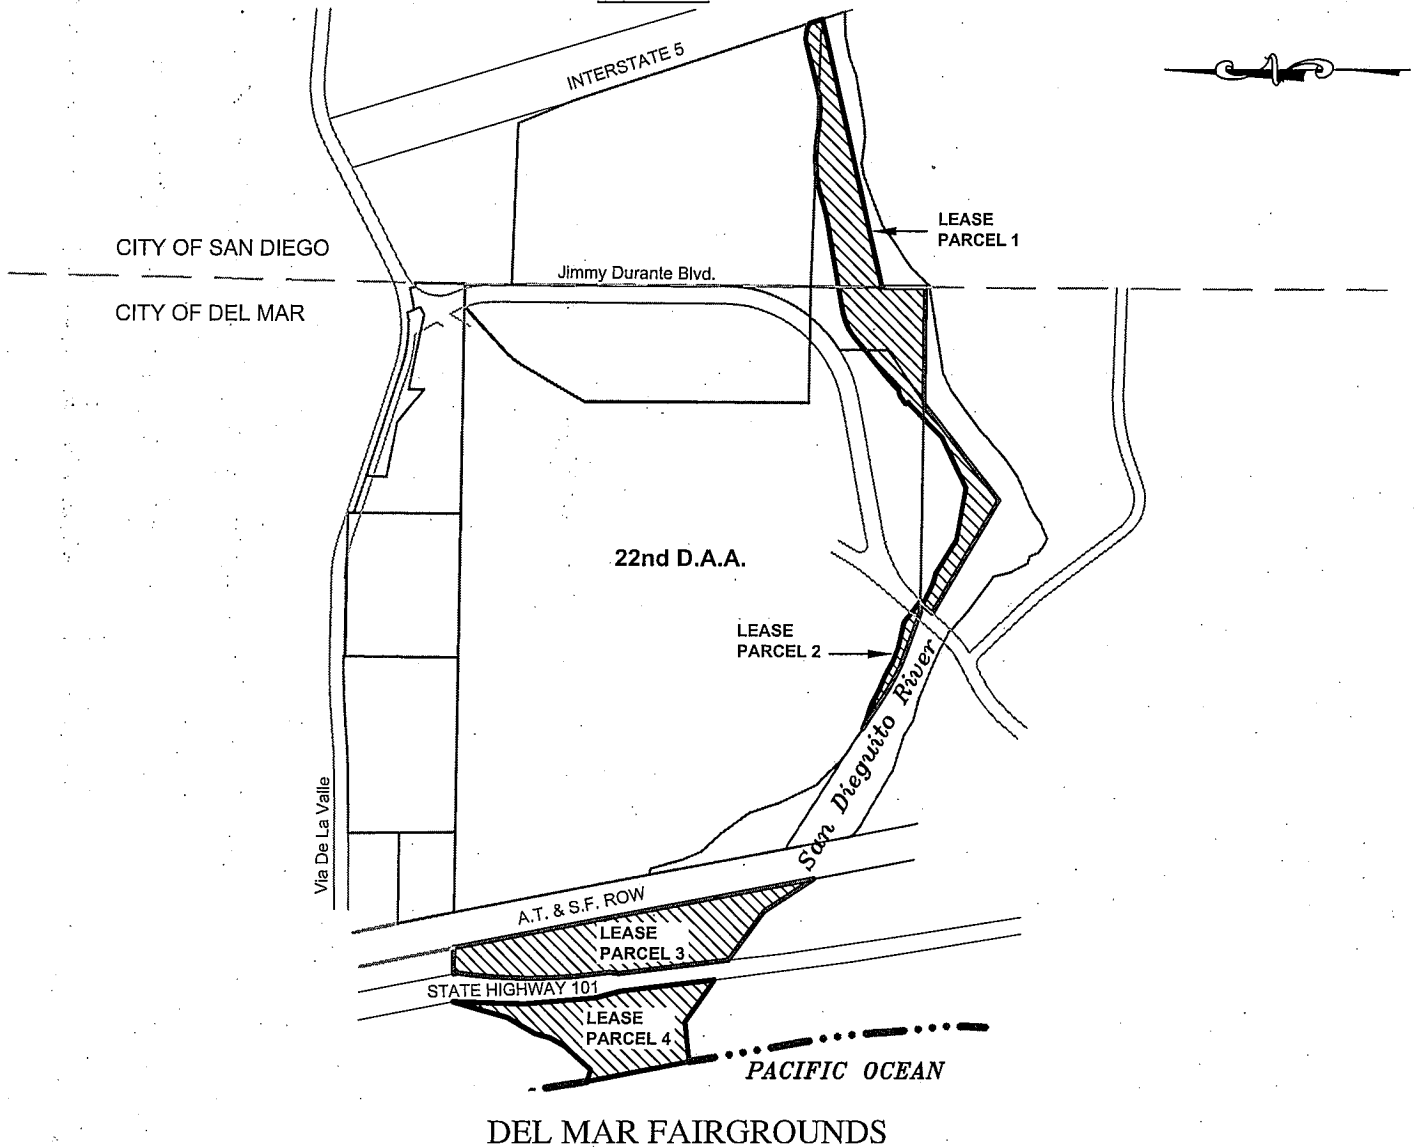 INTERSTATE 5
LEASE
PARCEL 1
CITY OF SAN DIEGO
Jimmy Durante Blvd.
CITY OF DEL MAR
22nd D.A.A.
LEASE
PARCEL 2
San Dieguito River
Via De La Valle
A.T. & S.F. ROW
LEASE
PARCEL 3
STATE HIGHWAY 101
LEASE
PARCEL 4
PACIFIC OCEAN
DEL MAR FAIRGROUNDS